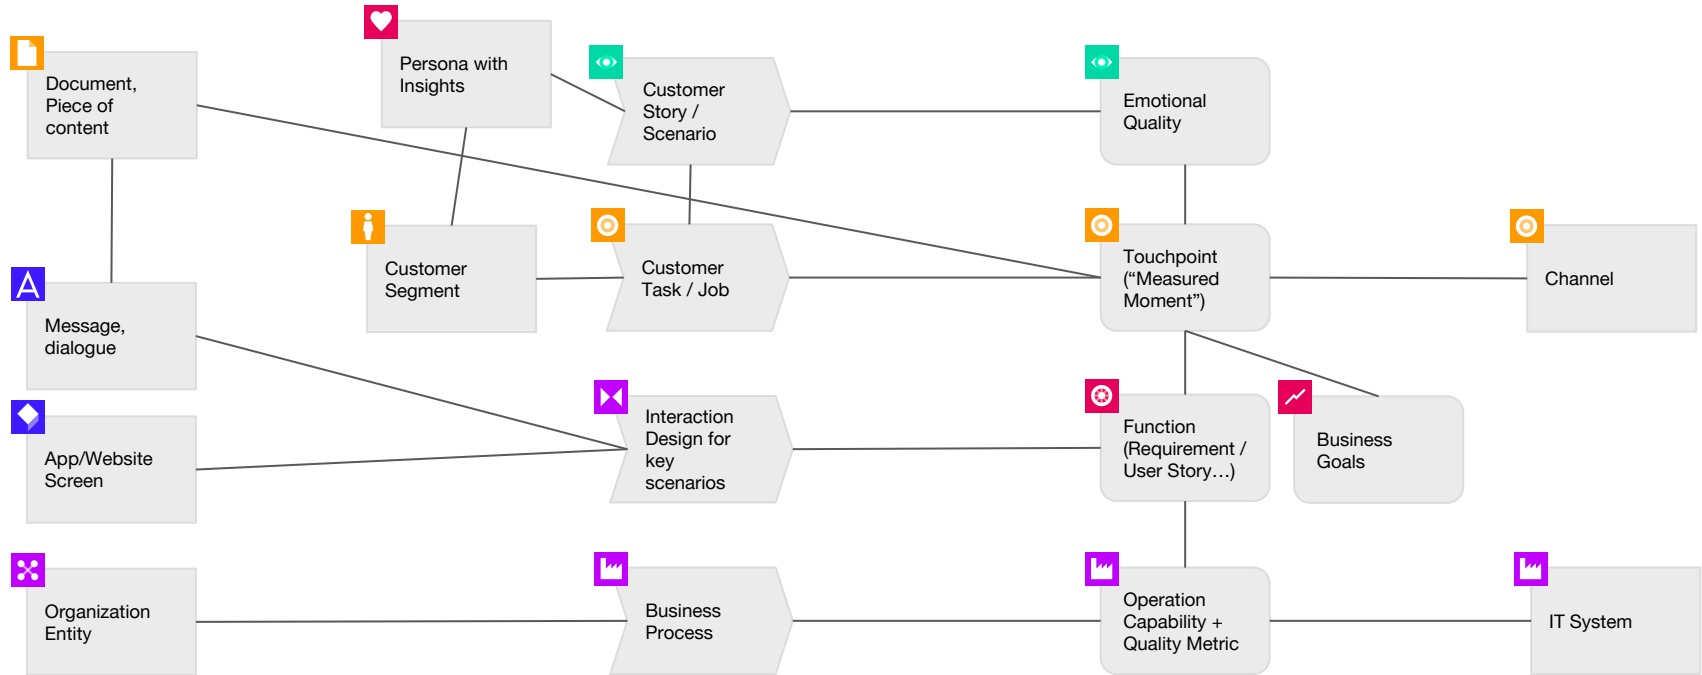 Persona with
Insights
Document,
Piece of
content
Customer
Story /
Scenario
Emotional
Quality
Customer
Segment
Customer
Task / Job
Touchpoint
(“Measured
Moment”)
Channel
A
Message,
dialogue
App/Website
Screen
Interaction
Design for
key
scenarios
Function
(Requirement /
User Story…)
Business
Goals
Organization
Entity
Business
Process
Operation
Capability +
Quality Metric
IT System